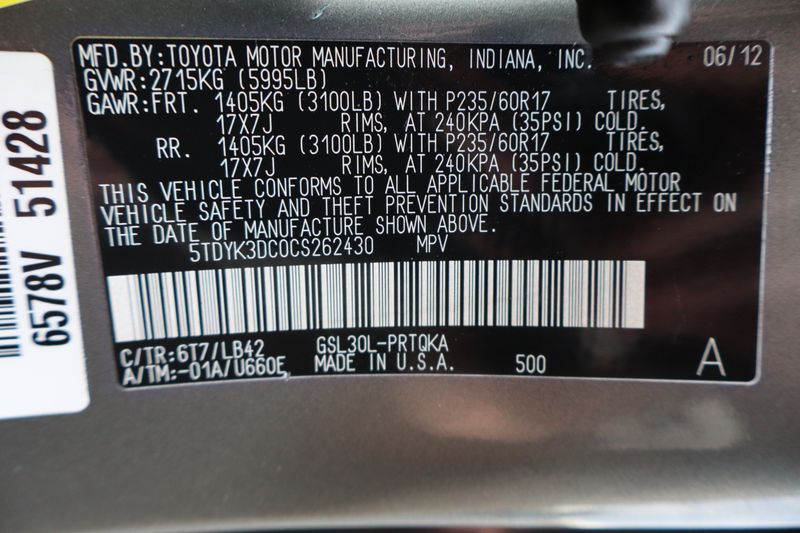 MFD.BY:TOYOTA MOTOR MANUFACTURING, INDIANA, INC. 06/12
GVWR:2715KG (5995LB)
GAWR:FRT. 1405KG (3100LB) WITH P235/60R17 TIRES,
17X7J RIMS, AT 240KPA (35PSI) COLD.
RR. 1405KG (3100LB) WITH P235/60R17 TIRES,
17X7J RIMS, AT 240KPA (35PSI) COLD.
THIS VEHICLE CONFORMS TO ALL APPLICABLE FEDERAL MOTOR
VEHICLE SAFETY AND THEFT PREVENTION STANDARDS IN EFFECT ON
THE DATE OF MANUFACTURE SHOWN ABOVE.
5TDYK3DC0CS262430 MPV
C/TR:6T7/LB42 GSL30L-PRTQKA
A/TM:-01A/U660E, MADE IN U.S.A. 500 A
6578V 51428